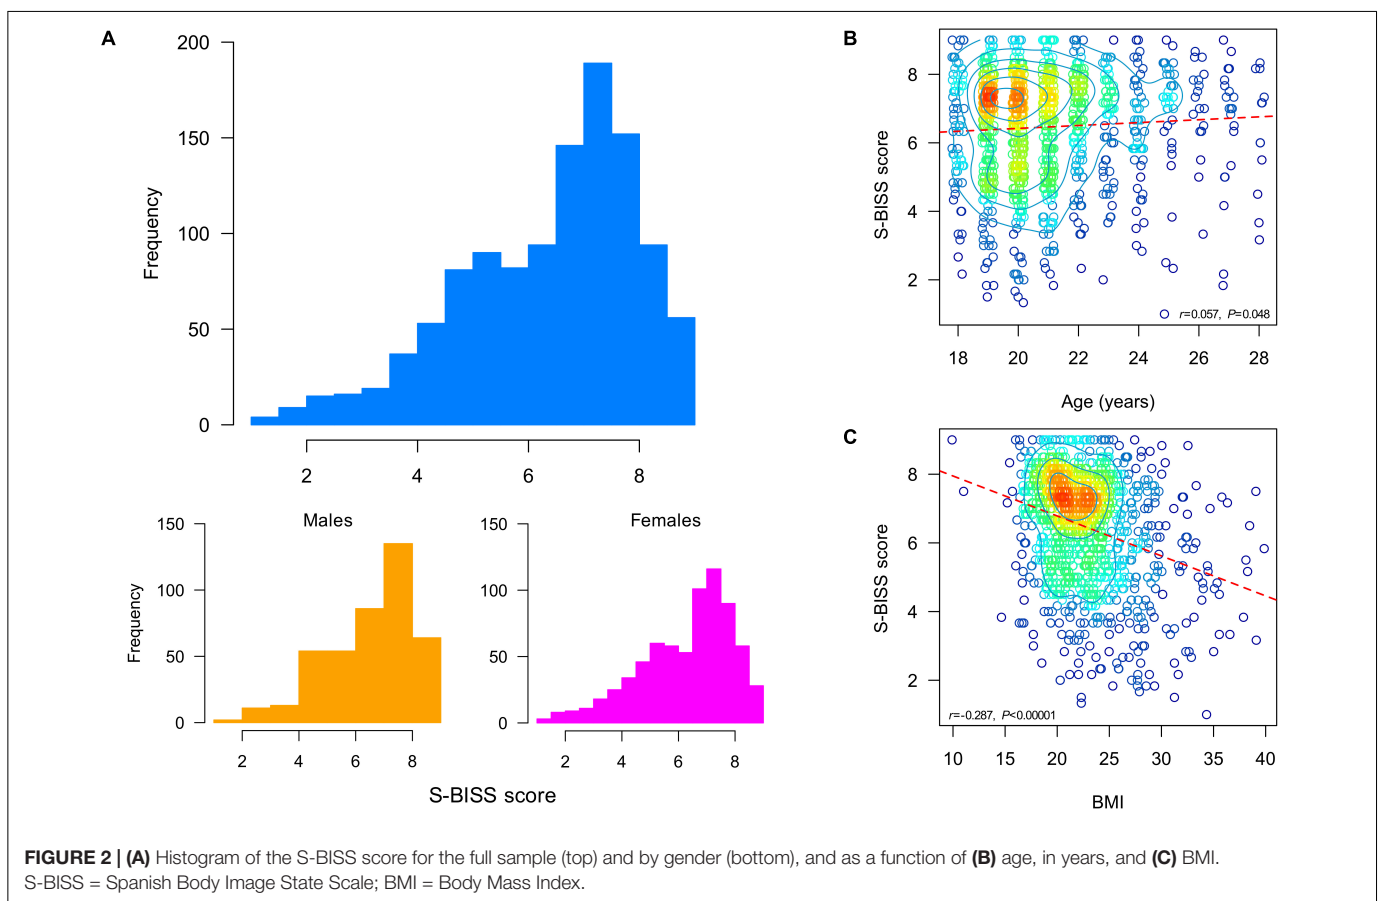 A
200
150
100
50
0
Frequency
2 4 6 8
Males
150
100
50
0
Frequency
2 4 6 8
Females
150
100
50
0
2 4 6 8
S-BISS score
B
8
6
4
2
S-BISS score
r=0.057, P=0.048
18 20 22 24 26 28
Age (years)
C
8
6
4
2
S-BISS score
r=-0.287, P<0.00001
10 15 20 25 30 35 40
BMI
FIGURE 2 | (A) Histogram of the S-BISS score for the full sample (top) and by gender (bottom), and as a function of (B) age, in years, and (C) BMI.
S-BISS = Spanish Body Image State Scale; BMI = Body Mass Index.